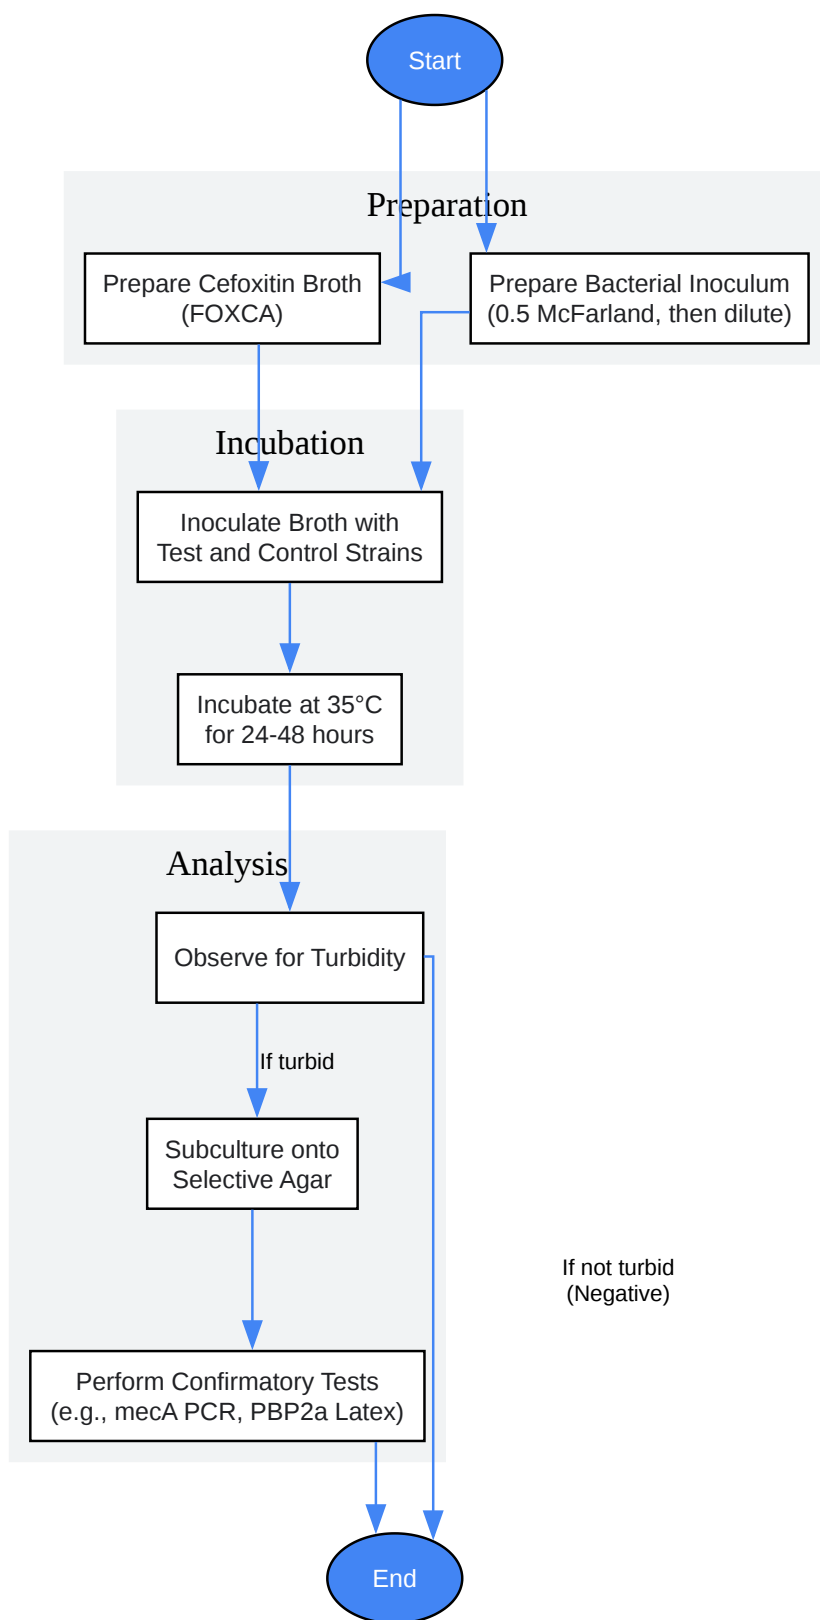 Start
Preparation
Prepare Cefoxitin Broth
(FOXCA)
Prepare Bacterial Inoculum
(0.5 McFarland, then dilute)
Incubation
Inoculate Broth with
Test and Control Strains
Incubate at 35°C
for 24-48 hours
Analysis
Observe for Turbidity
If turbid
Subculture onto
Selective Agar
If not turbid
(Negative)
Perform Confirmatory Tests
(e.g., mecA PCR, PBP2a Latex)
End